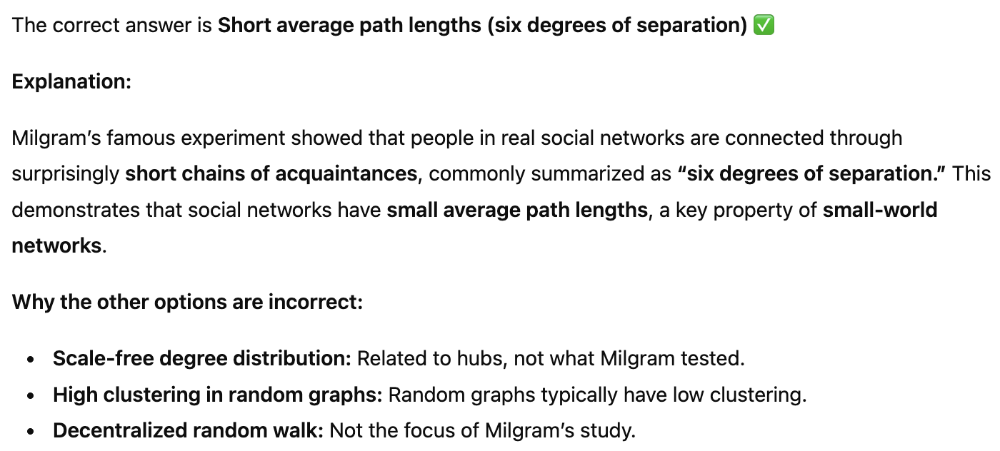 The correct answer is Short average path lengths (six degrees of separation) ✅
Explanation:
Milgram’s famous experiment showed that people in real social networks are connected through
surprisingly short chains of acquaintances, commonly summarized as “six degrees of separation.” This
demonstrates that social networks have small average path lengths, a key property of small-world
networks.
Why the other options are incorrect:
• Scale-free degree distribution: Related to hubs, not what Milgram tested.
• High clustering in random graphs: Random graphs typically have low clustering.
• Decentralized random walk: Not the focus of Milgram’s study.